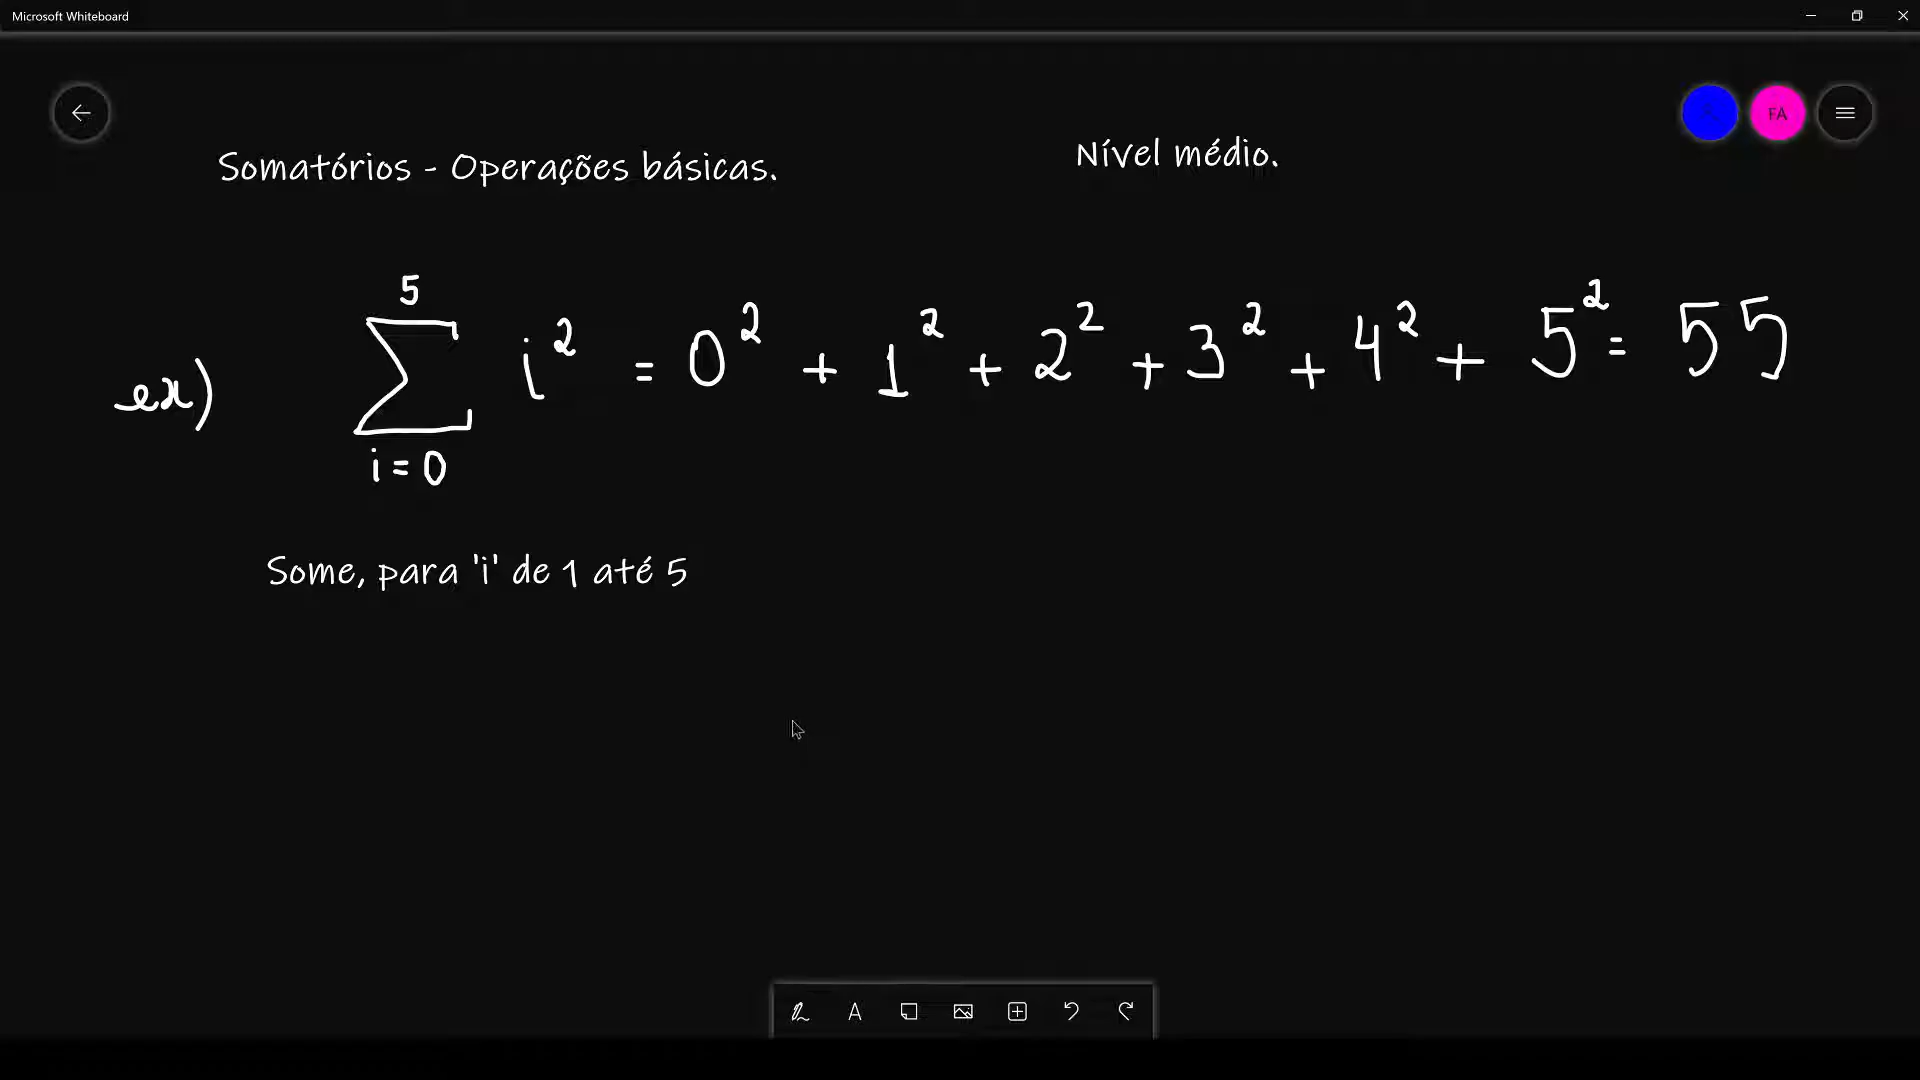 Microsoft Whiteboard
FA
Somatórios - Operações básicas.
Nível médio.
5
ex) ∑ i² = 0² + 1² + 2² + 3² + 4² + 5² = 55
i = 0
Some, para 'i' de 1 até 5
A